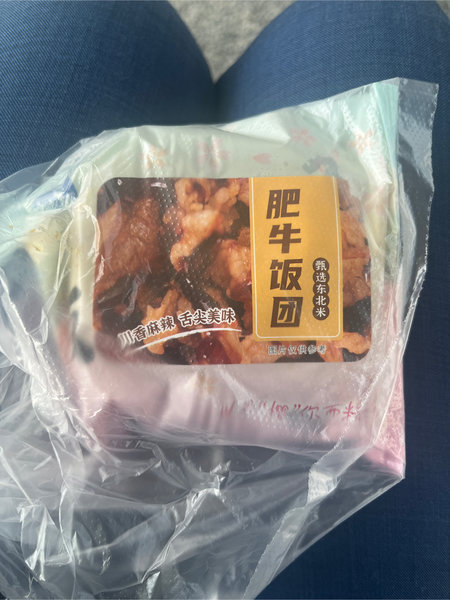 肥牛饭团
甄选东北米
川香麻辣 舌尖美味
图片仅供参考